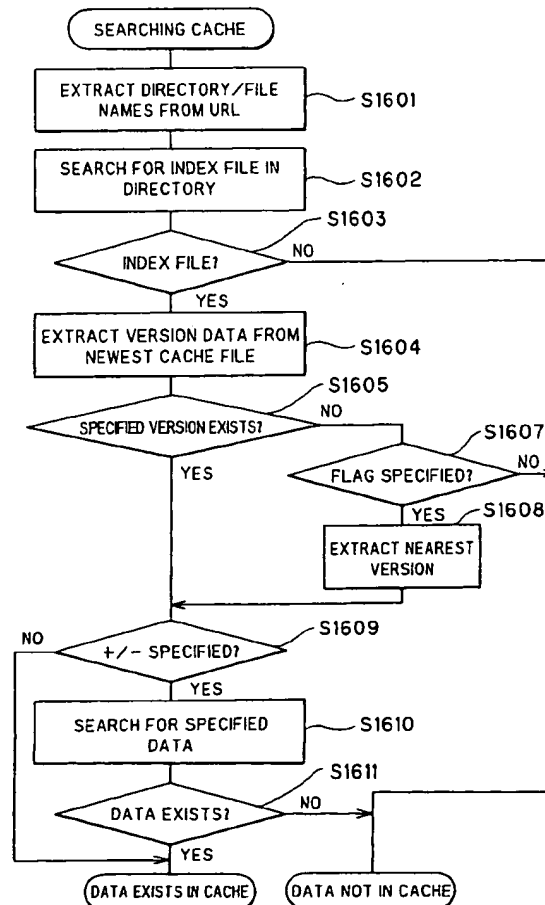 SEARCHING CACHE
EXTRACT DIRECTORY/FILE
NAMES FROM URL
S1601
SEARCH FOR INDEX FILE IN
DIRECTORY
S1602
S1603
INDEX FILE?
NO
YES
EXTRACT VERSION DATA FROM
NEWEST CACHE FILE
S1604
S1605
SPECIFIED VERSION EXISTS?
NO
YES
S1607
FLAG SPECIFIED?
NO
YES
S1608
EXTRACT NEAREST
VERSION
S1609
NO
+/- SPECIFIED?
YES
SEARCH FOR SPECIFIED
DATA
S1610
S1611
DATA EXISTS?
NO
YES
DATA EXISTS IN CACHE
DATA NOT IN CACHE